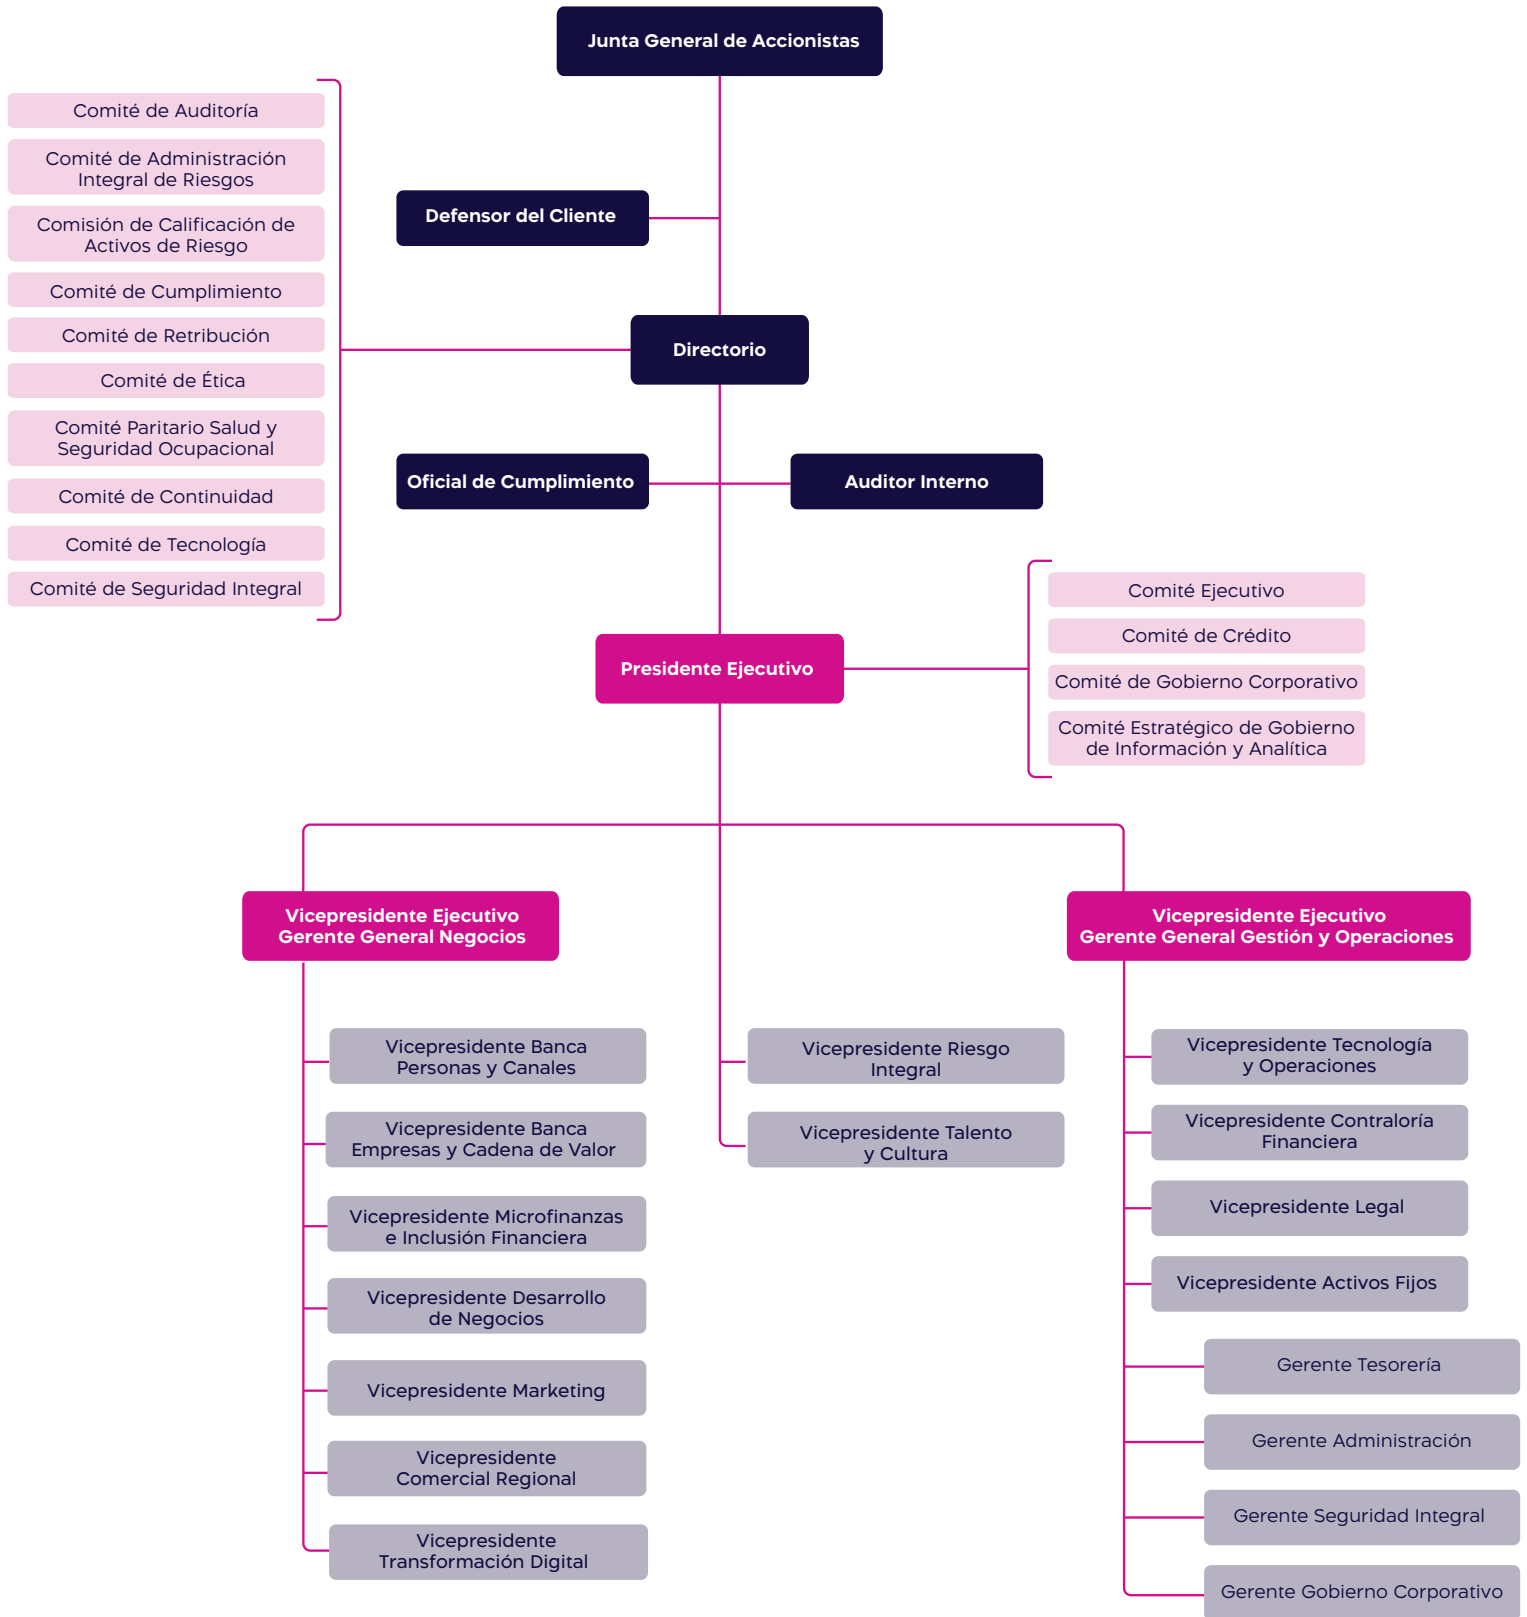 Junta General de Accionistas
Comité de Auditoría
Comité de Administración
Integral de Riesgos
Comisión de Calificación de
Activos de Riesgo
Comité de Cumplimiento
Comité de Retribución
Comité de Ética
Comité Paritario Salud y
Seguridad Ocupacional
Comité de Continuidad
Comité de Tecnología
Comité de Seguridad Integral
Defensor del Cliente
Directorio
Oficial de Cumplimiento
Auditor Interno
Presidente Ejecutivo
Comité Ejecutivo
Comité de Crédito
Comité de Gobierno Corporativo
Comité Estratégico de Gobierno
de Información y Analítica
Vicepresidente Ejecutivo
Gerente General Negocios
Vicepresidente Banca
Personas y Canales
Vicepresidente Banca
Empresas y Cadena de Valor
Vicepresidente Microfinanzas
e Inclusión Financiera
Vicepresidente Desarrollo
de Negocios
Vicepresidente Marketing
Vicepresidente
Comercial Regional
Vicepresidente
Transformación Digital
Vicepresidente Riesgo
Integral
Vicepresidente Talento
y Cultura
Vicepresidente Ejecutivo
Gerente General Gestión y Operaciones
Vicepresidente Tecnología
y Operaciones
Vicepresidente Contraloría
Financiera
Vicepresidente Legal
Vicepresidente Activos Fijos
Gerente Tesorería
Gerente Administración
Gerente Seguridad Integral
Gerente Gobierno Corporativo